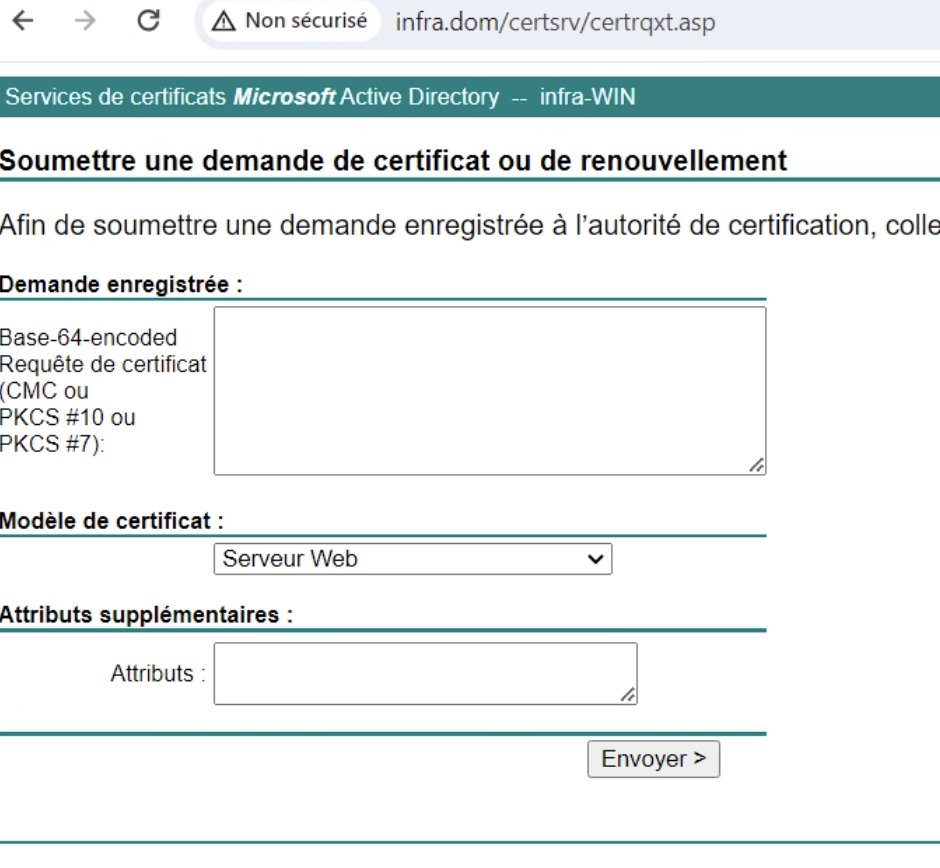 Non sécurisé infra.dom/certsrv/certrqxt.asp
Services de certificats Microsoft Active Directory -- infra-WIN
Soumettre une demande de certificat ou de renouvellement
Afin de soumettre une demande enregistrée à l’autorité de certification, colle
Demande enregistrée :
Base-64-encoded
Requête de certificat
(CMC ou
PKCS #10 ou
PKCS #7):
Modèle de certificat :
Serveur Web
Attributs supplémentaires :
Attributs :
Envoyer >